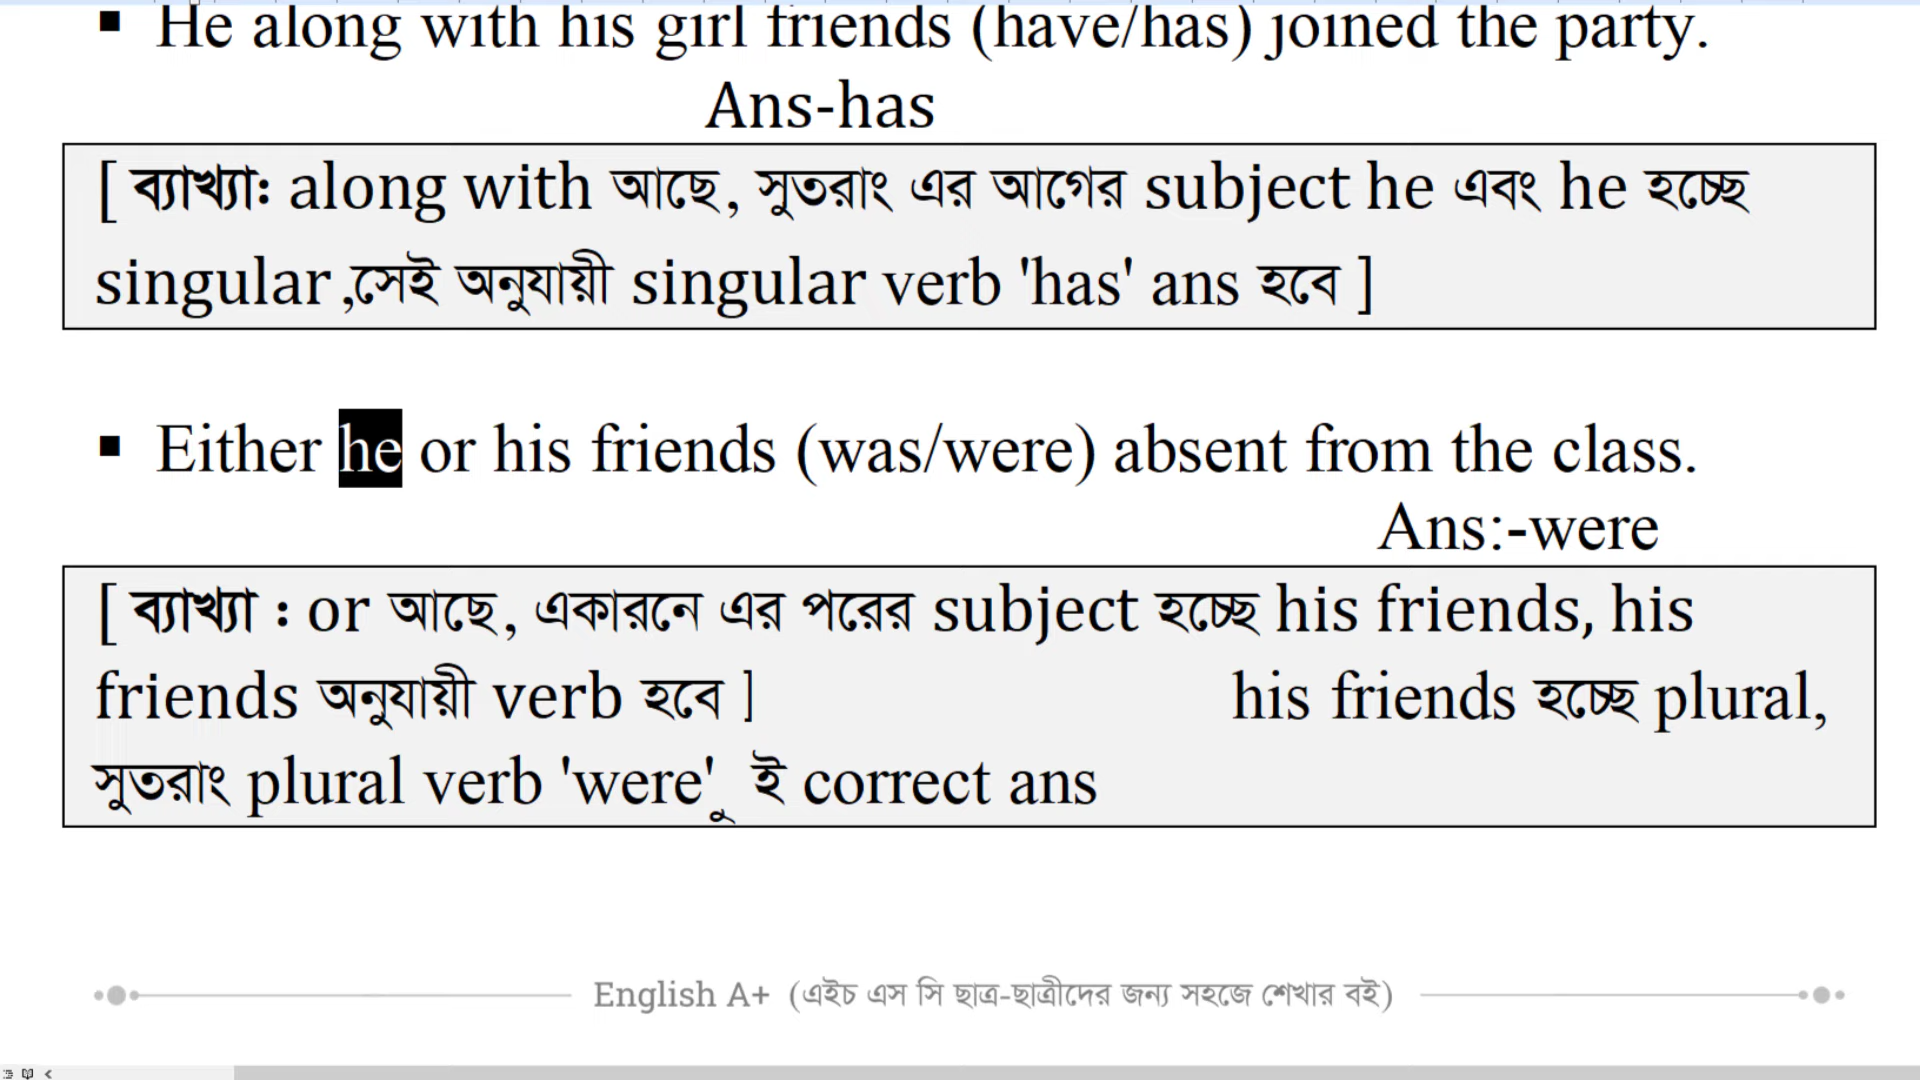 ▪ He along with his girl friends (have/has) joined the party.
Ans-has
[ ব্যাখ্যাঃ along with আছে, সুতরাং এর আগের subject he এবং he হচ্ছে
singular ,সেই অনুযায়ী singular verb 'has' ans হবে ]
▪ Either he or his friends (was/were) absent from the class.
Ans:-were
[ ব্যাখ্যা : or আছে, একারনে এর পরের subject হচ্ছে his friends, his
friends অনুযায়ী verb হবে ] his friends হচ্ছে plural,
সুতরাং plural verb 'were'ু ই correct ans
English A+ (এইচ এস সি ছাত্র-ছাত্রীদের জন্য সহজে শেখার বই)